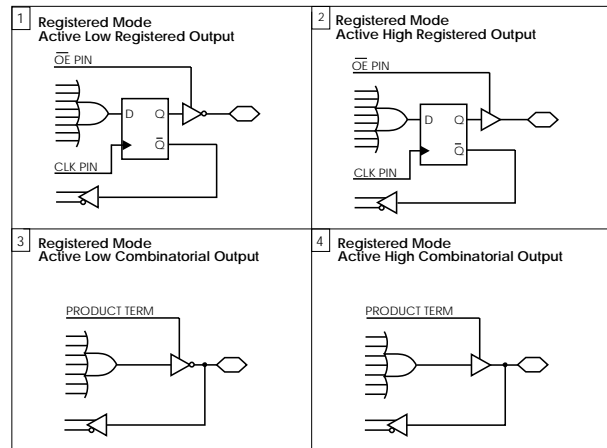 1
Registered Mode
Active Low Registered Output
O̅E̅ PIN
D
Q
Q̅
CLK PIN
2
Registered Mode
Active High Registered Output
O̅E̅ PIN
D
Q
Q̅
CLK PIN
3
Registered Mode
Active Low Combinatorial Output
PRODUCT TERM
4
Registered Mode
Active High Combinatorial Output
PRODUCT TERM